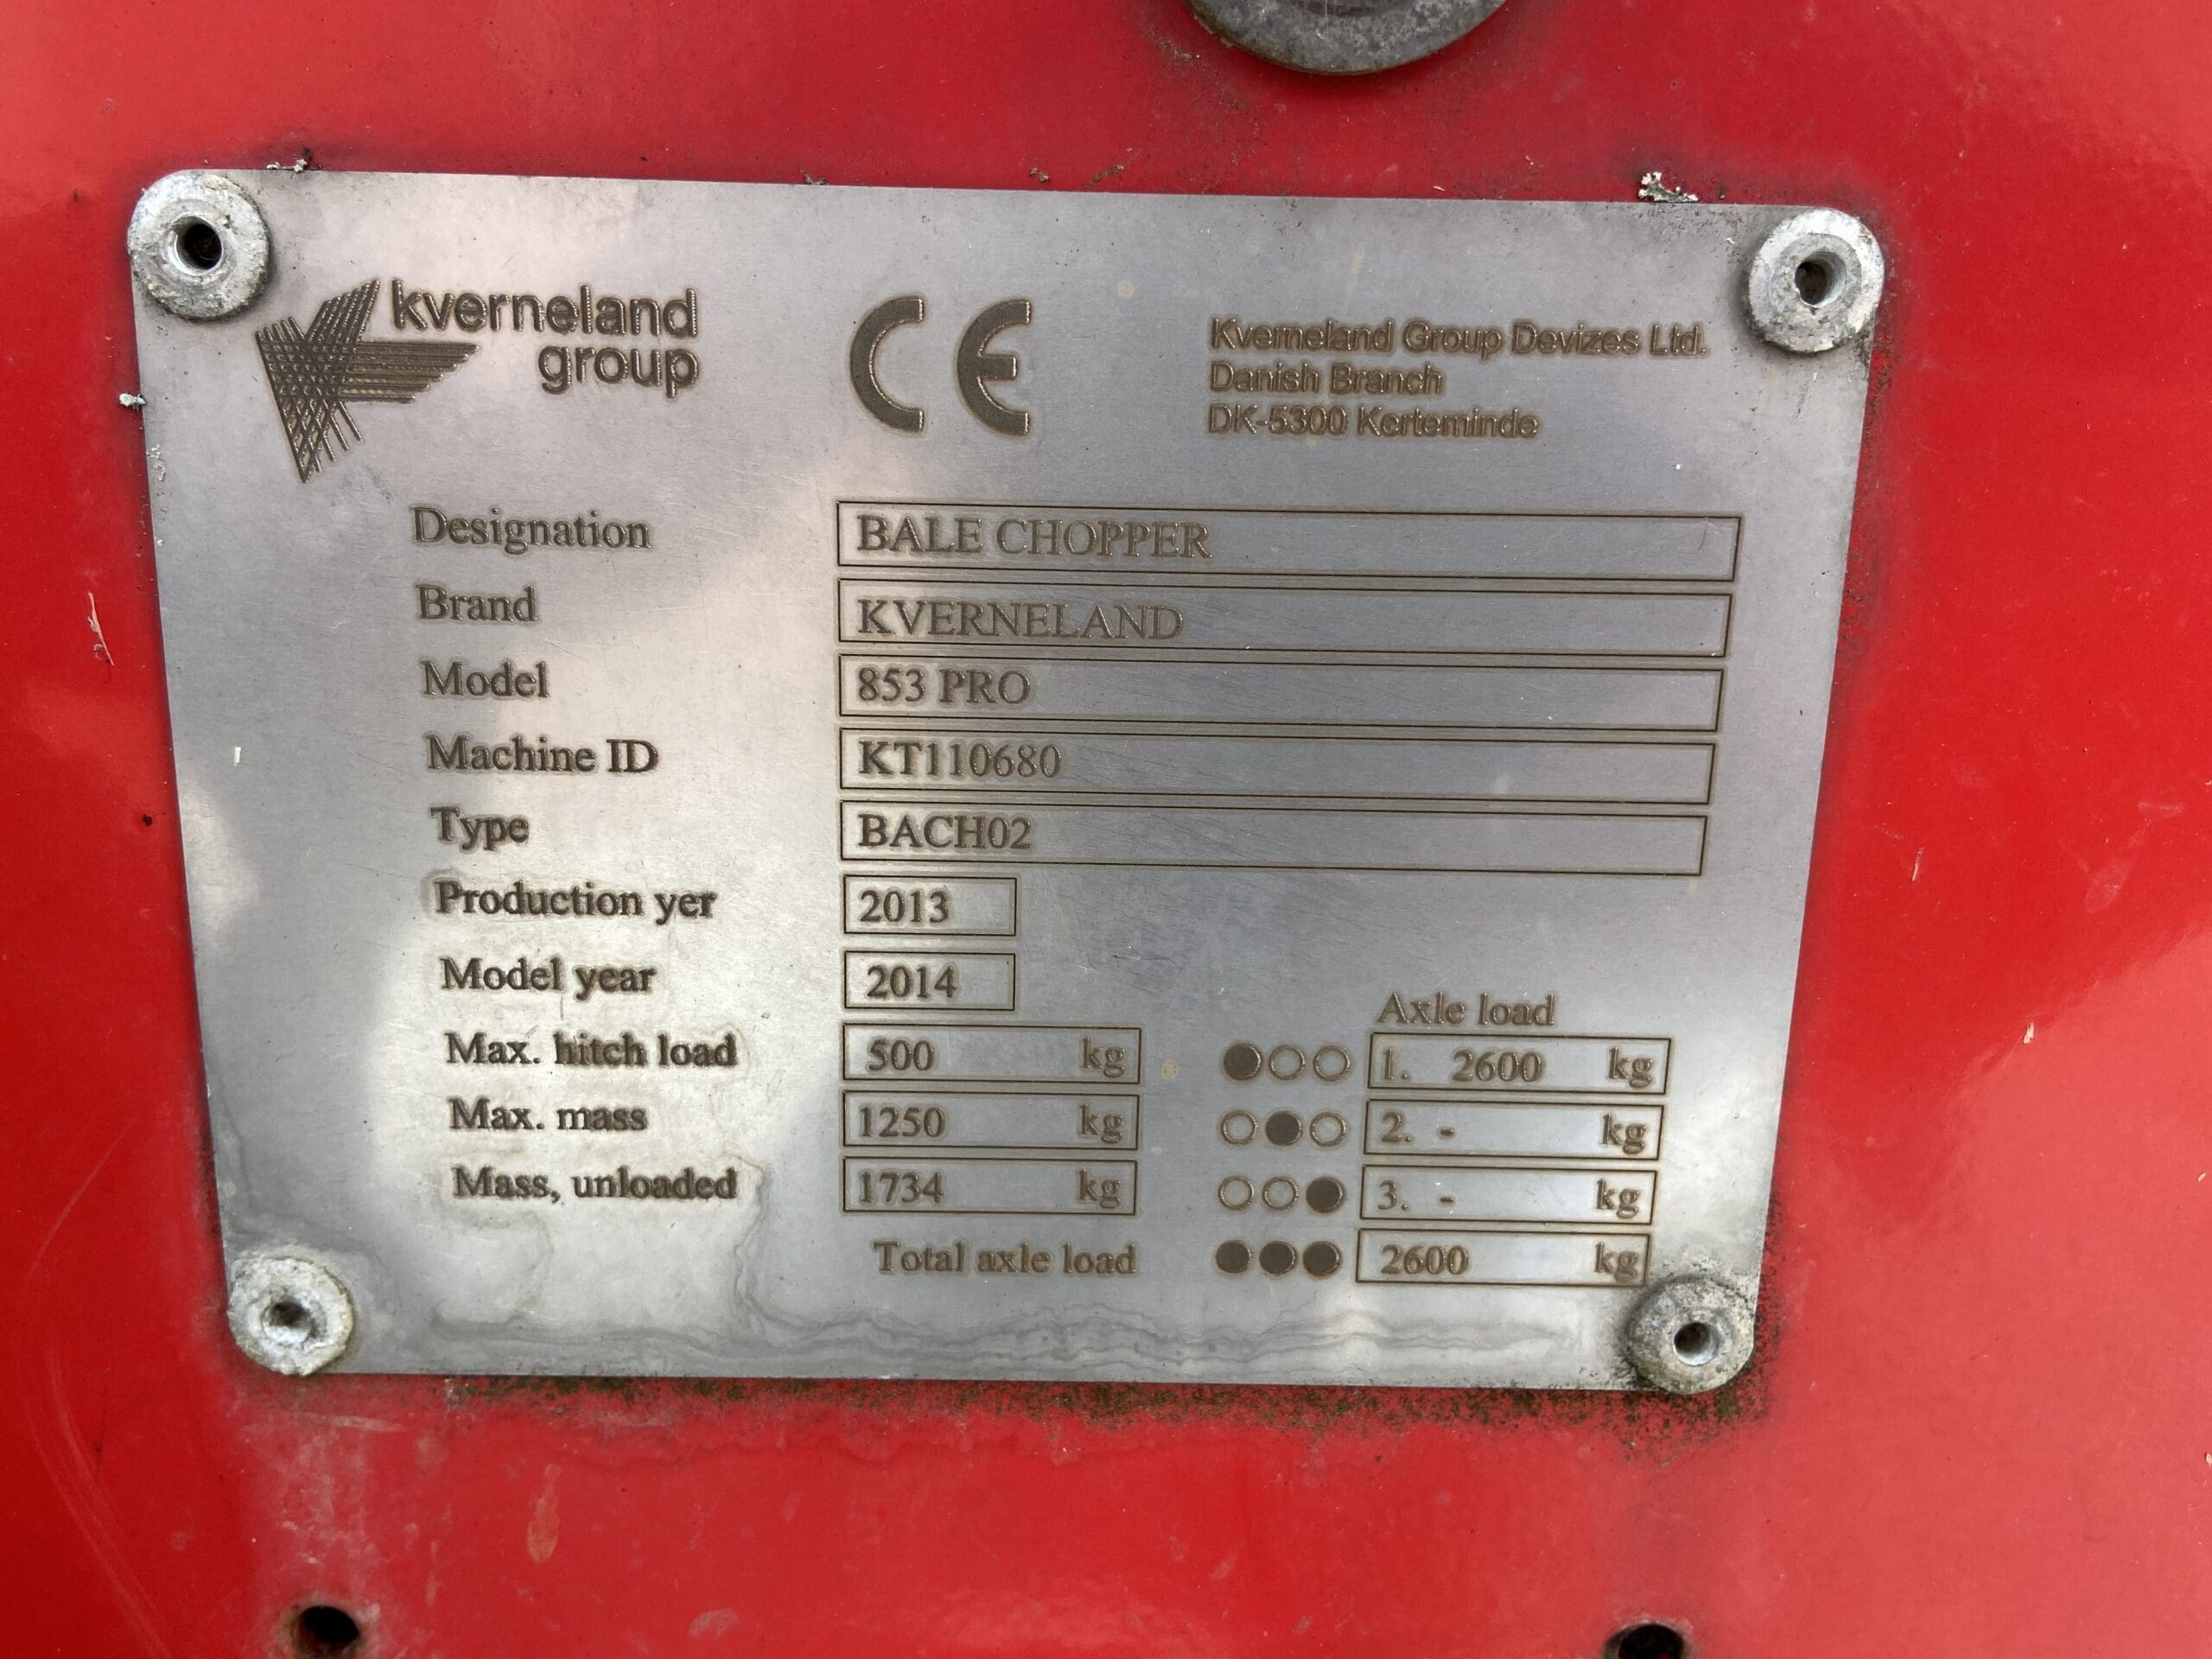 kverneland
group
CE
Kverneland Group Devizes Ltd.
Danish Branch
DK-5300 Kerteminde
Designation BALE CHOPPER
Brand KVERNELAND
Model 853 PRO
Machine ID KT110680
Type BACH02
Production yer 2013
Model year 2014
Axle load
Max. hitch load 500 kg 1. 2600 kg
Max. mass 1250 kg 2. - kg
Mass, unloaded 1734 kg 3. - kg
Total axle load 2600 kg